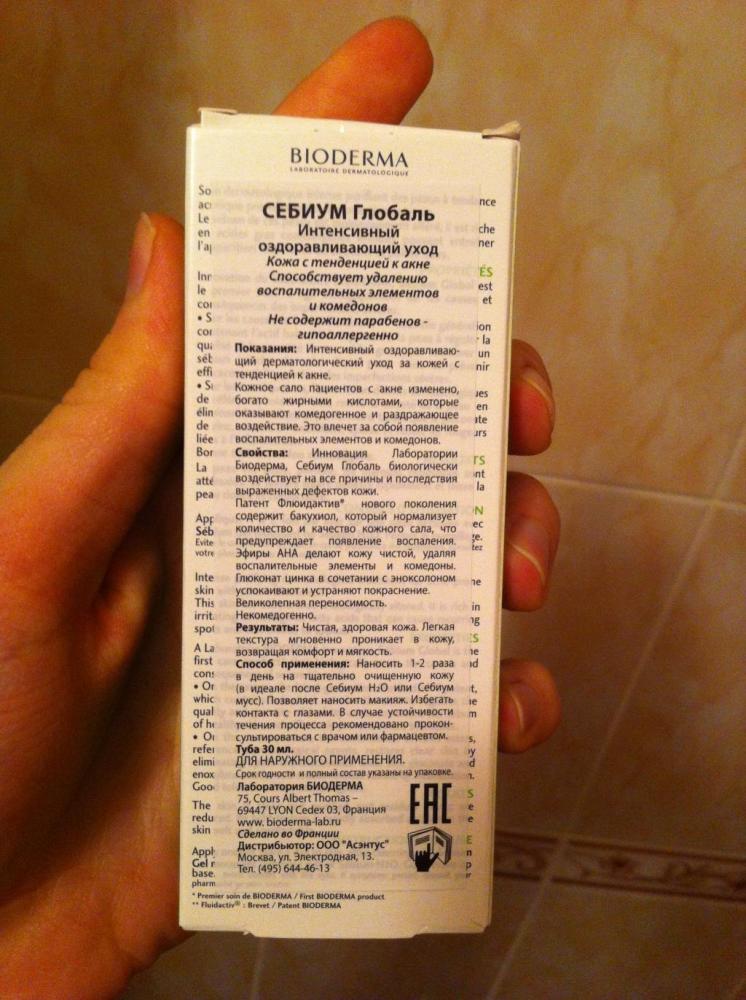 BIODERMA
LABORATOIRE DERMATOLOGIQUE
СЕБИУМ Глобаль
Интенсивный
оздоравливающий уход
Кожа с тенденцией к акне
Способствует удалению
воспалительных элементов
и комедонов
Не содержит парабенов -
гипоаллергенно
Показания: Интенсивный оздоравливаю-
щий дерматологический уход за кожей с
тенденцией к акне.
Кожное сало пациентов с акне изменено,
богато жирными кислотами, которые
оказывают комедогенное и раздражающее
воздействие. Это влечет за собой появление
воспалительных элементов и комедонов.
Свойства: Инновация Лаборатории
Биодерма, Себиум Глобаль биологически
воздействует на все причины и последствия
выраженных дефектов кожи.
Патент Флюидактив® нового поколения
содержит бакухиол, который нормализует
количество и качество кожного сала, что
предупреждает появление воспаления.
Эфиры АНА делают кожу чистой, удаляя
воспалительные элементы и комедоны.
Глюконат цинка в сочетании с эноксолоном
успокаивают и устраняют покраснение.
Великолепная переносимость.
Некомедогенно.
Результаты: Чистая, здоровая кожа. Легкая
текстура мгновенно проникает в кожу,
возвращая комфорт и мягкость.
Способ применения: Наносить 1-2 раза
в день на тщательно очищенную кожу
(в идеале после Себиум H₂O или Себиум
мусс). Позволяет наносить макияж. Избегать
контакта с глазами. В случае устойчивости
течения процесса рекомендовано прокон-
сультироваться с врачом или фармацевтом.
Туба 30 мл.
ДЛЯ НАРУЖНОГО ПРИМЕНЕНИЯ.
Срок годности и полный состав указаны на упаковке.
Лаборатория БИОДЕРМА
75, Cours Albert Thomas –
69447 LYON Cedex 03, Франция
www. bioderma-lab.ru
Сделано во Франции
Дистрибьютор: ООО "Асэнтус"
Москва, ул. Электродная, 13.
Тел. (495) 644-46-13
EAC
* Premier soin de BIODERMA / First BIODERMA product
** Fluidactiv® : Brevet / Patent BIODERMA